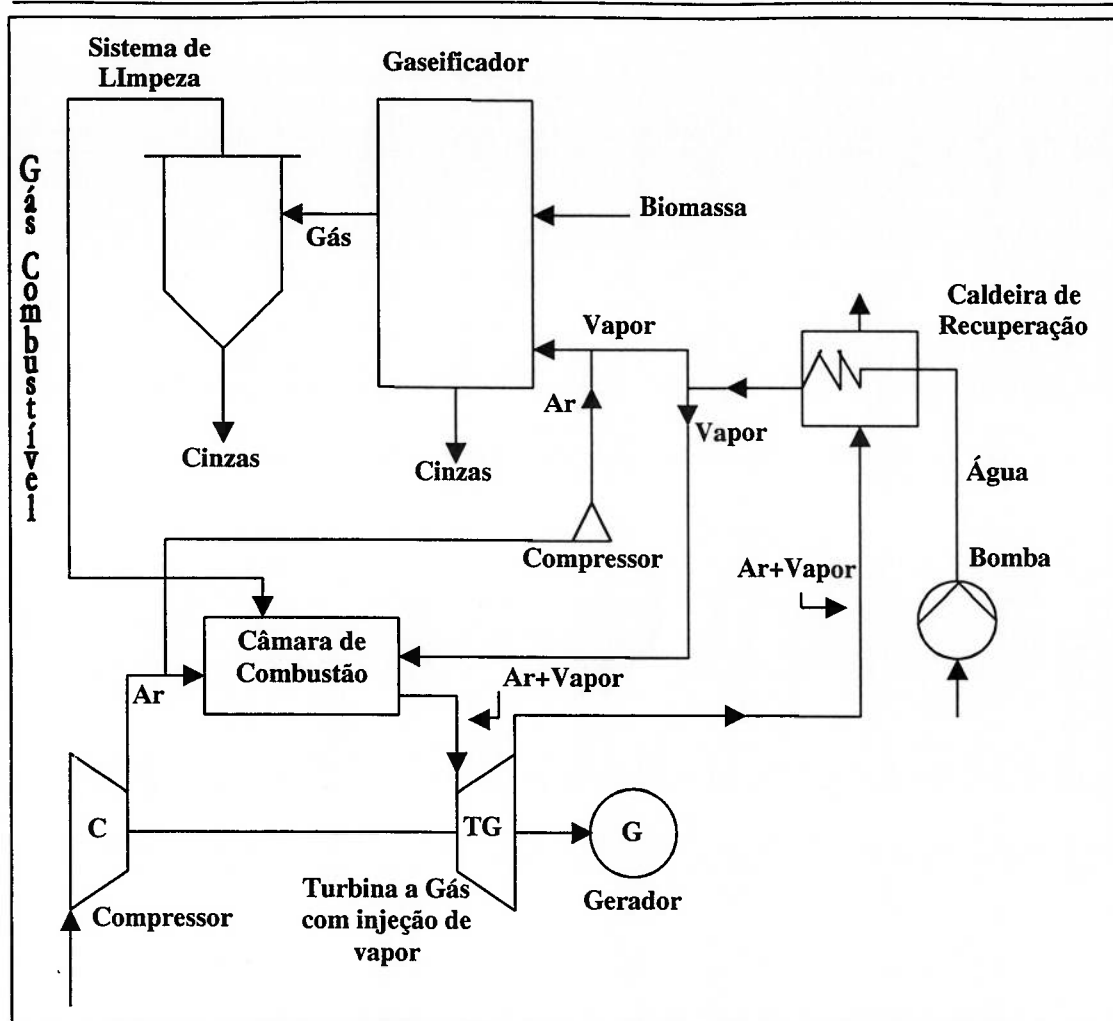 Sistema de
LImpeza
Gaseificador
Gás Combustível
Biomassa
Gás
Caldeira de
Recuperação
Vapor
Ar
Vapor
Cinzas
Cinzas
Água
Compressor
Ar+Vapor
Bomba
Câmara de
Combustão
Ar+Vapor
Ar
C
TG
G
Turbina a Gás
com injeção de
vapor
Gerador
Compressor